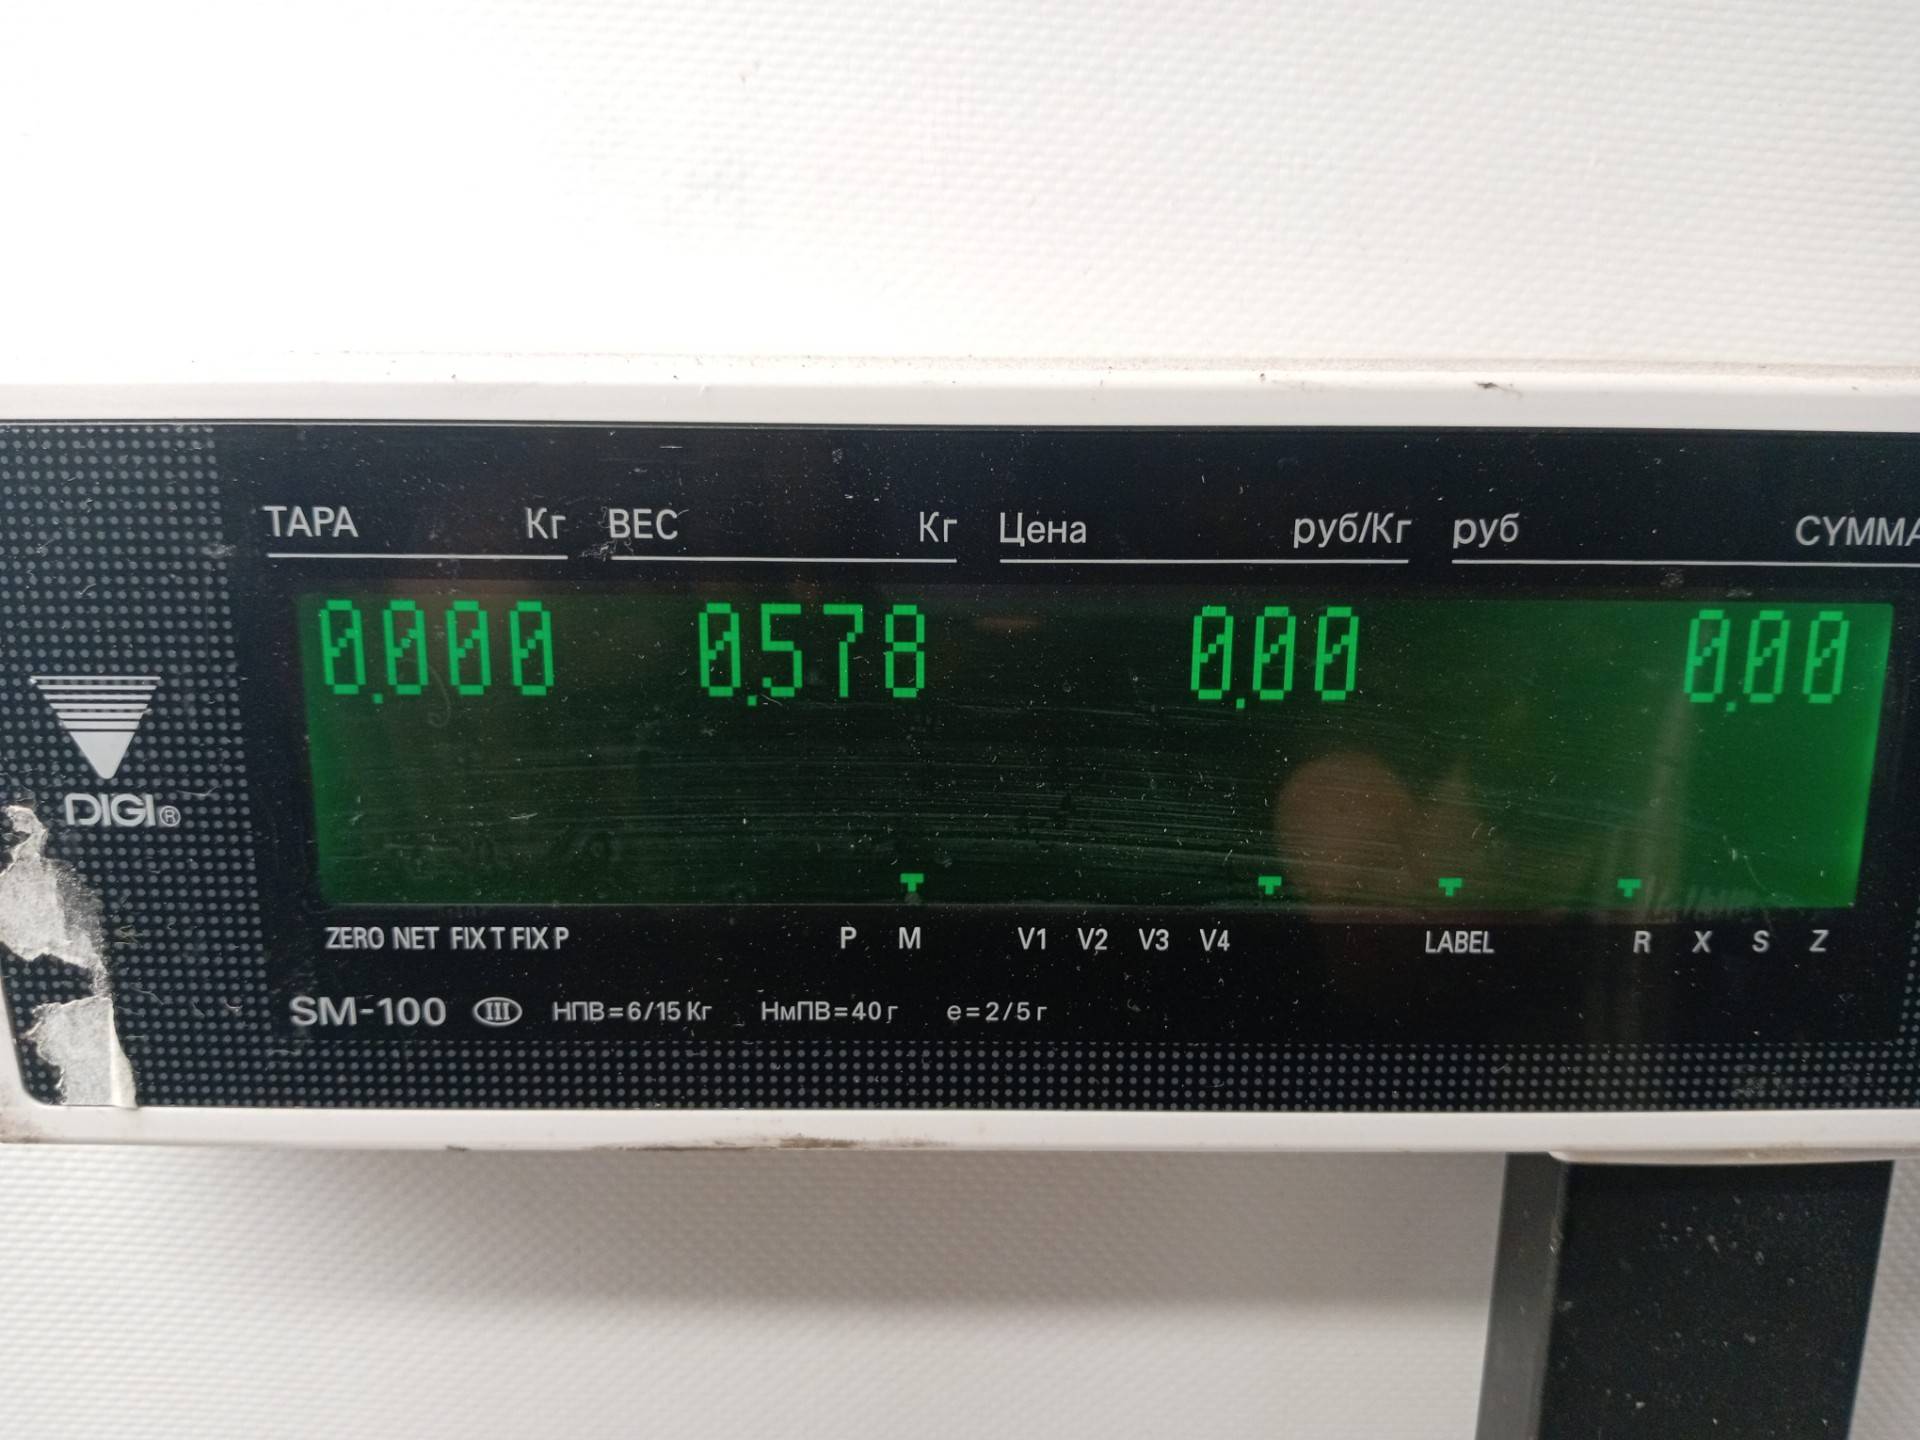 ТАРА Кг ВЕС Кг Цена руб/Кг руб СУММА
0.000 0.578 0.00 0.00
DIGI®
ZERO NET FIX T FIX P P M V1 V2 V3 V4 LABEL R X S Z
SM-100 III НПВ=6/15 Кг НмПВ=40 г e=2/5 г